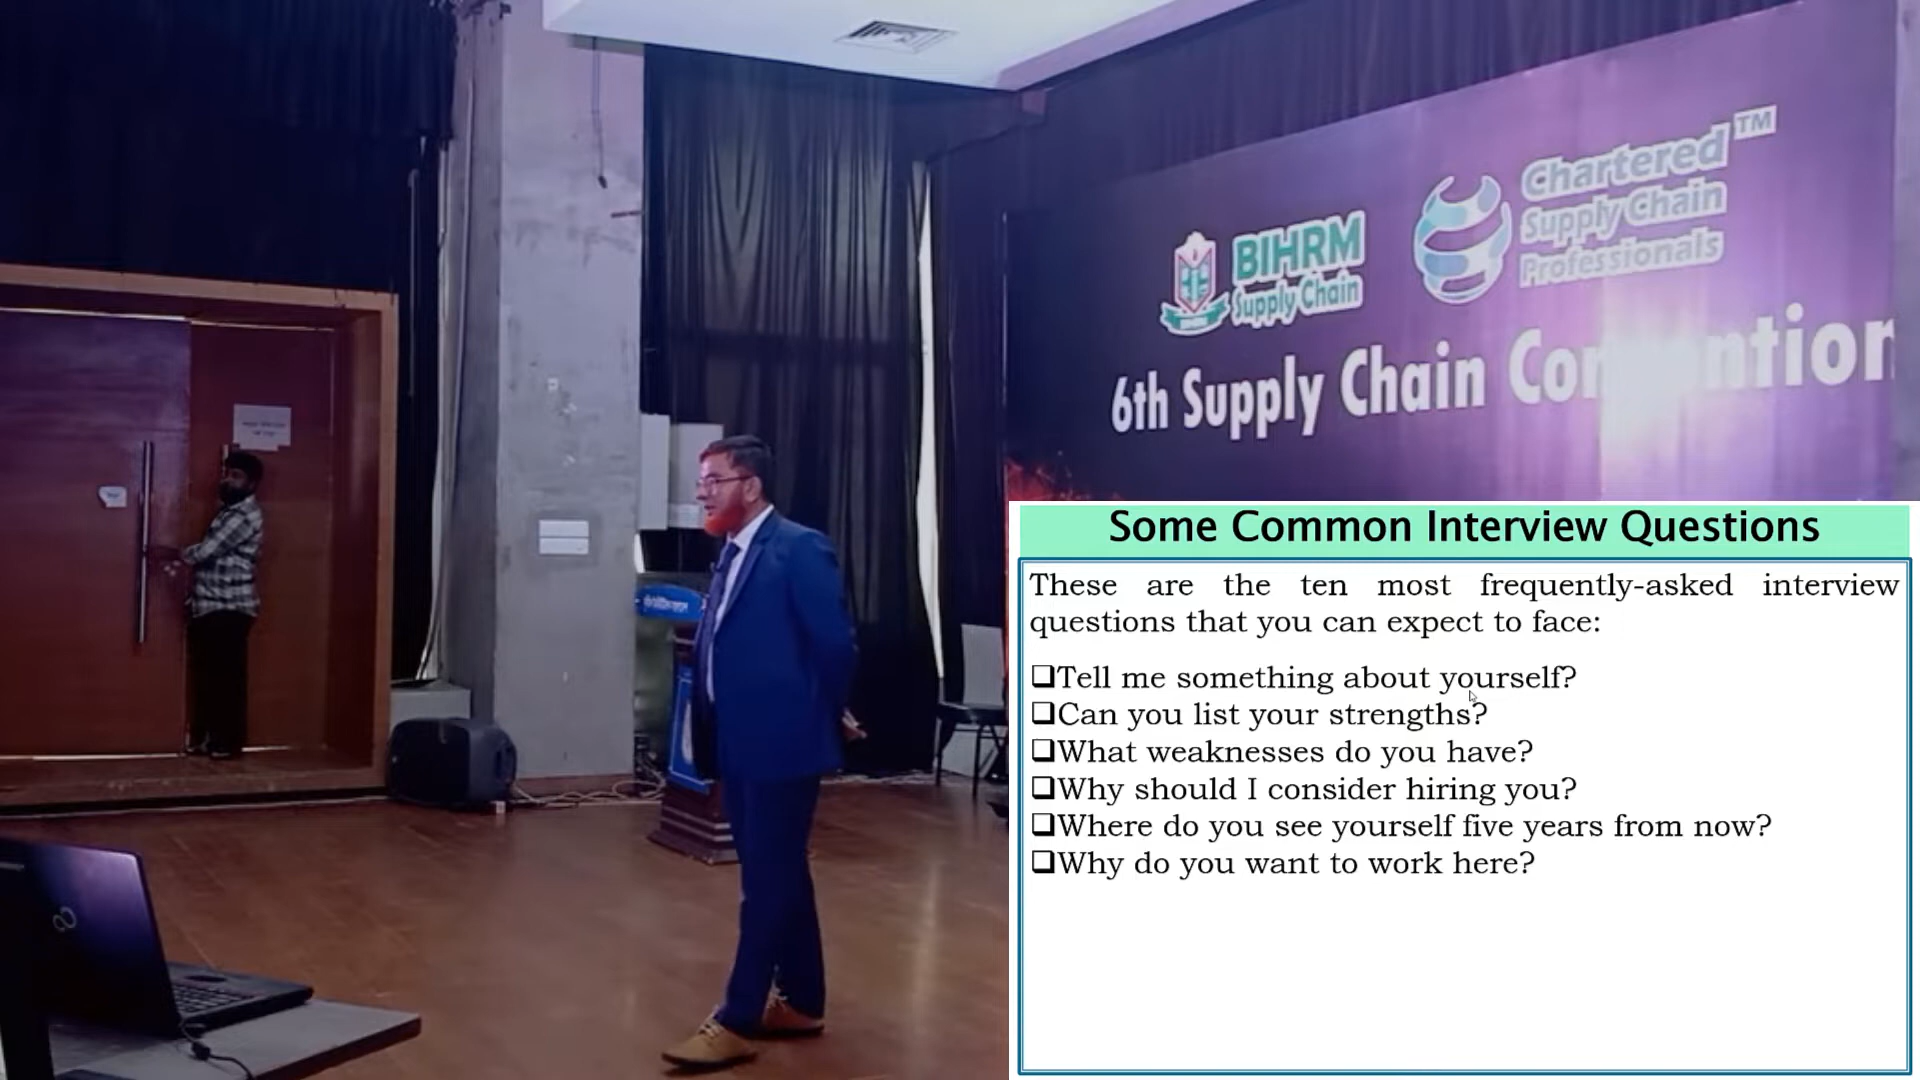 Chartered TM
Supply Chain
Professionals
BIHRM
Supply Chain
6th Supply Chain Convention
Some Common Interview Questions
These are the ten most frequently-asked interview
questions that you can expect to face:
❑Tell me something about yourself?
❑Can you list your strengths?
❑What weaknesses do you have?
❑Why should I consider hiring you?
❑Where do you see yourself five years from now?
❑Why do you want to work here?